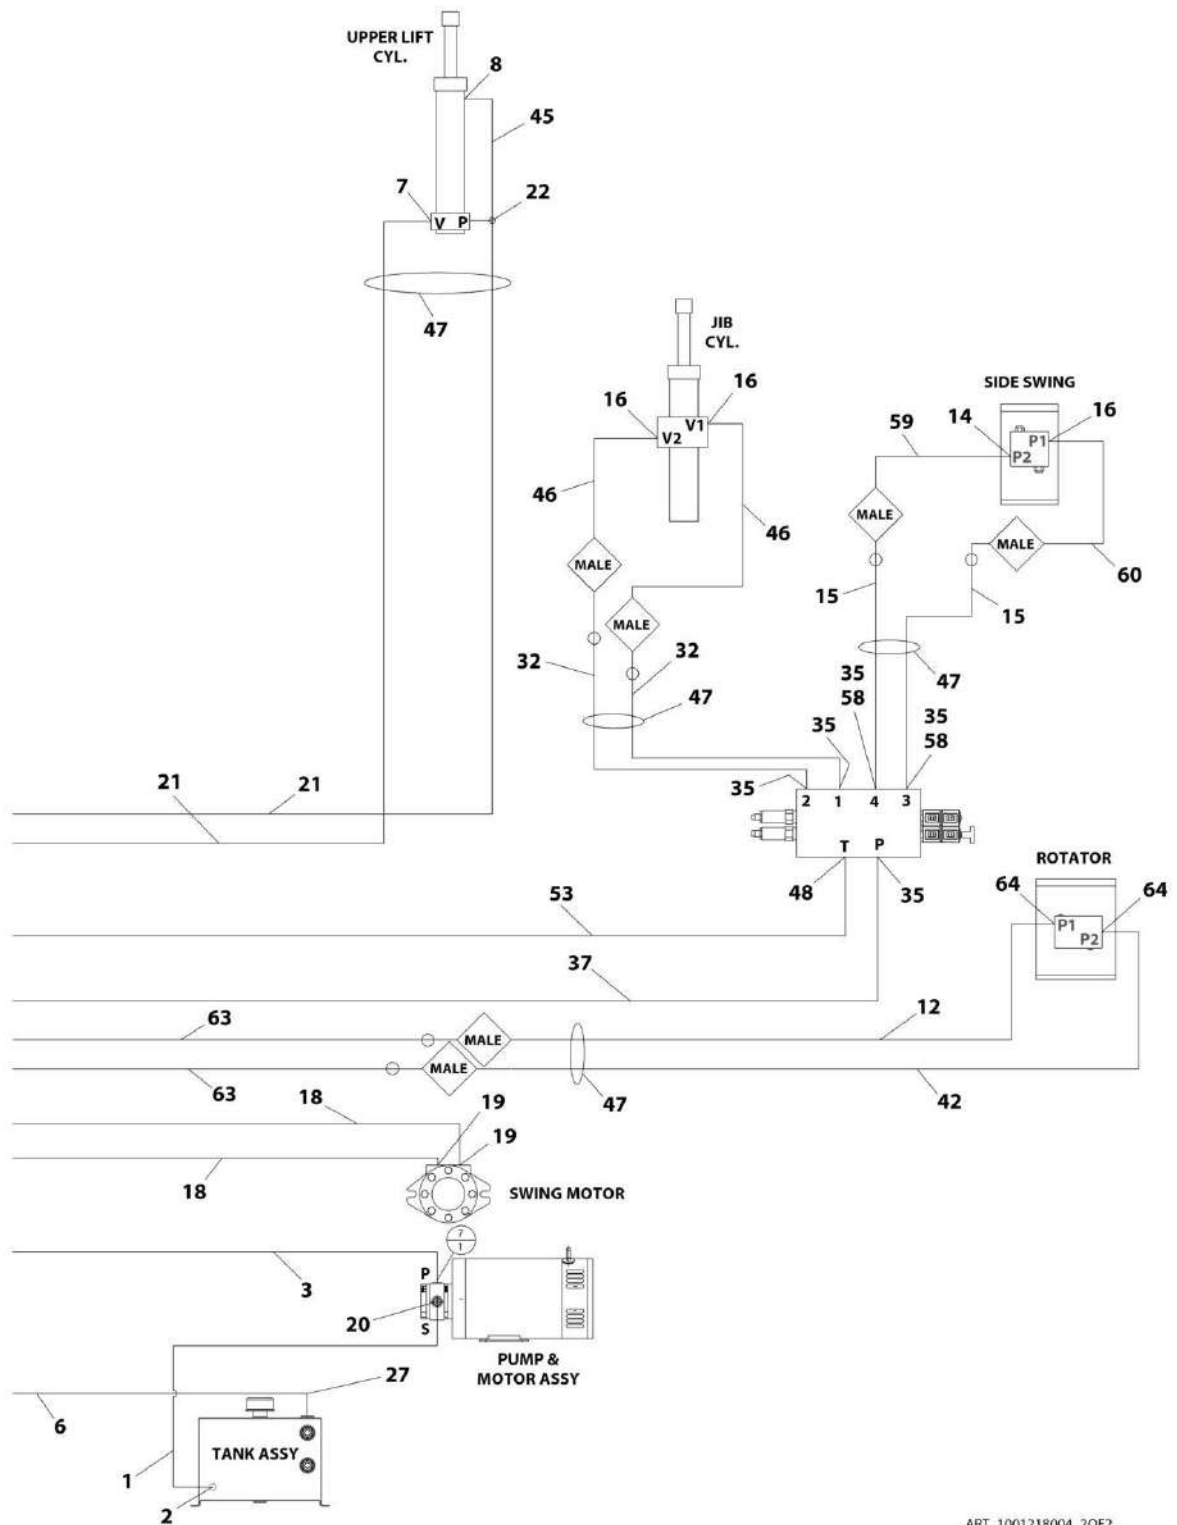 UPPER LIFT
CYL.
8
45
7
22
V P
47
JIB
CYL.
16
16
V1
V2
SIDE SWING
59
14
16
P1
P2
46
46
MALE
MALE
MALE
MALE
60
15
15
32
32
47
47
35
58
35
58
35
35
2 1 4 3
21
21
T P
48
35
ROTATOR
64
64
P1
P2
53
37
63
12
MALE
MALE
63
47
42
18
19
19
18
SWING MOTOR
7
1
3
P
20
S
PUMP &
MOTOR ASSY
27
6
TANK ASSY
1
2
ART_1001218004_2OF2